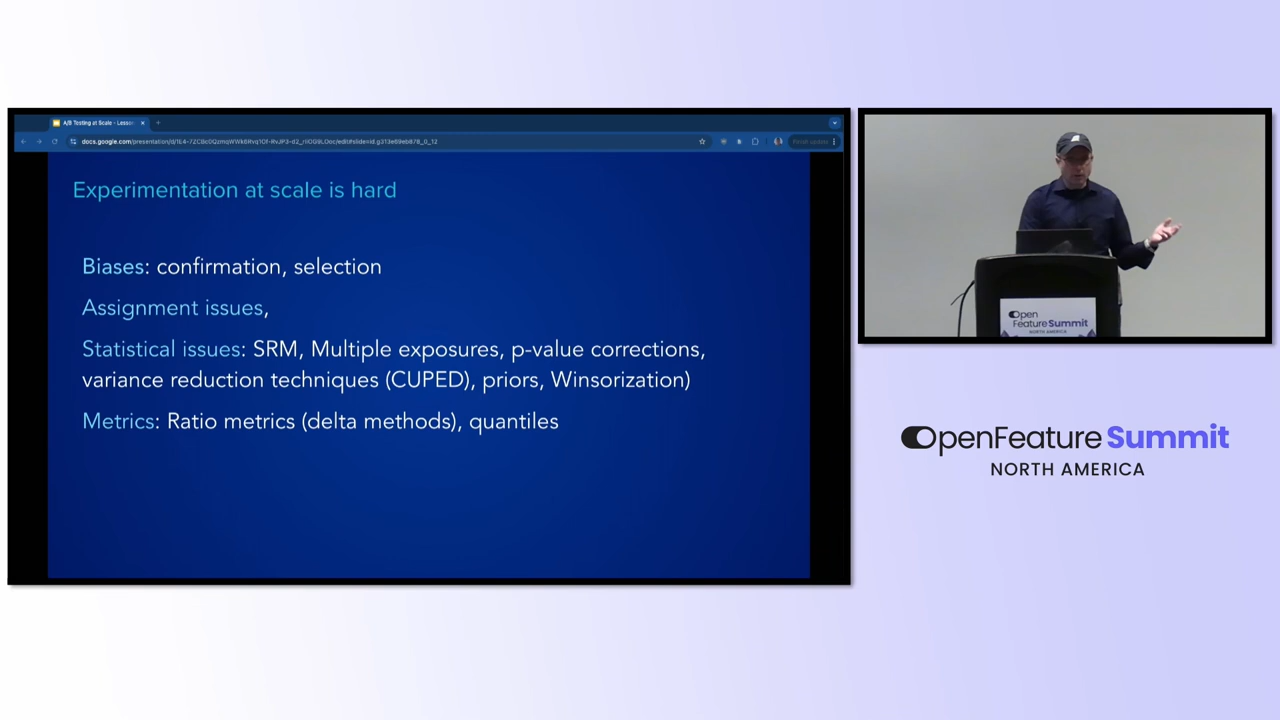 A/B Testing at Scale - Lesson
Experimentation at scale is hard
Biases: confirmation, selection
Assignment issues,
Statistical issues: SRM, Multiple exposures, p-value corrections,
variance reduction techniques (CUPED), priors, Winsorization)
Metrics: Ratio metrics (delta methods), quantiles
Open
Feature Summit
NORTH AMERICA
OpenFeature Summit
NORTH AMERICA